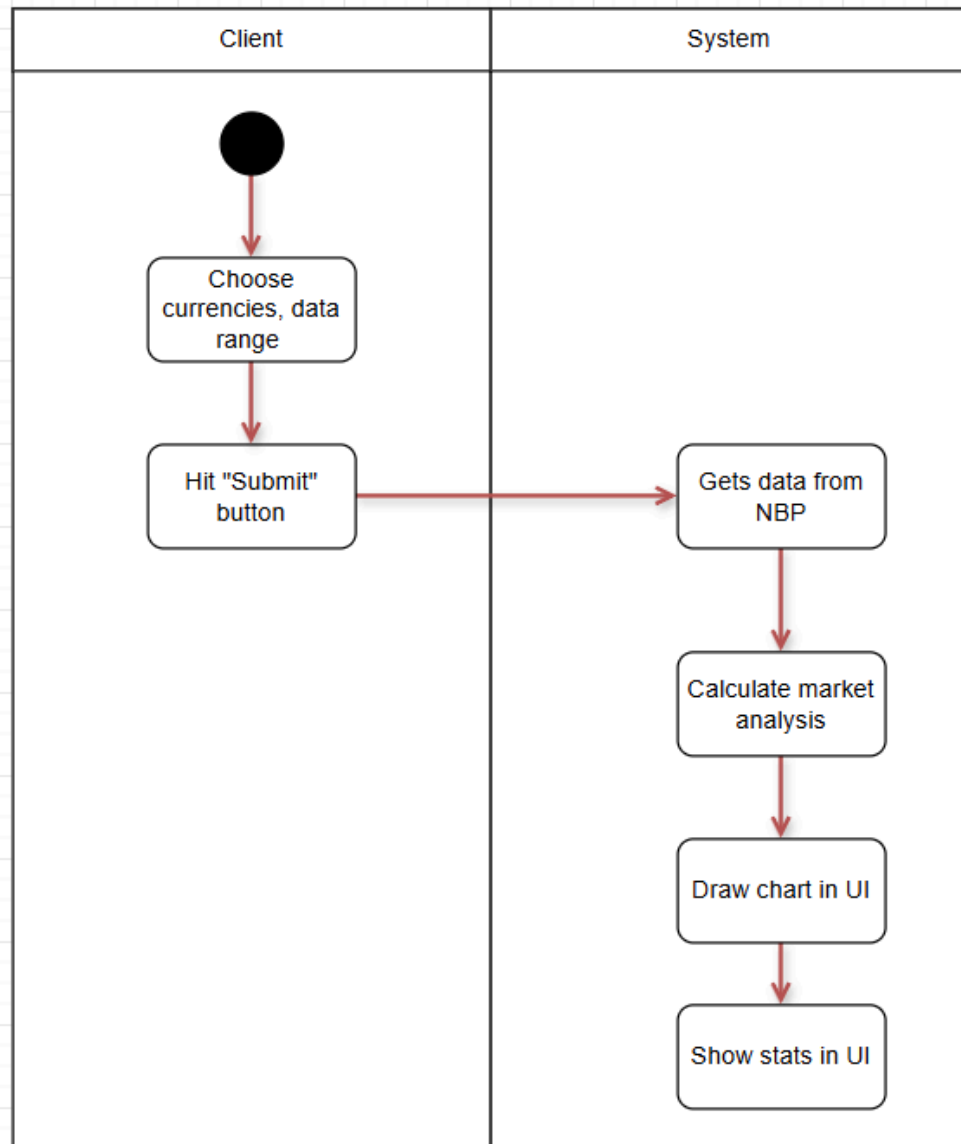 Client
System
Choose
currencies, data
range
Hit "Submit"
button
Gets data from
NBP
Calculate market
analysis
Draw chart in UI
Show stats in UI